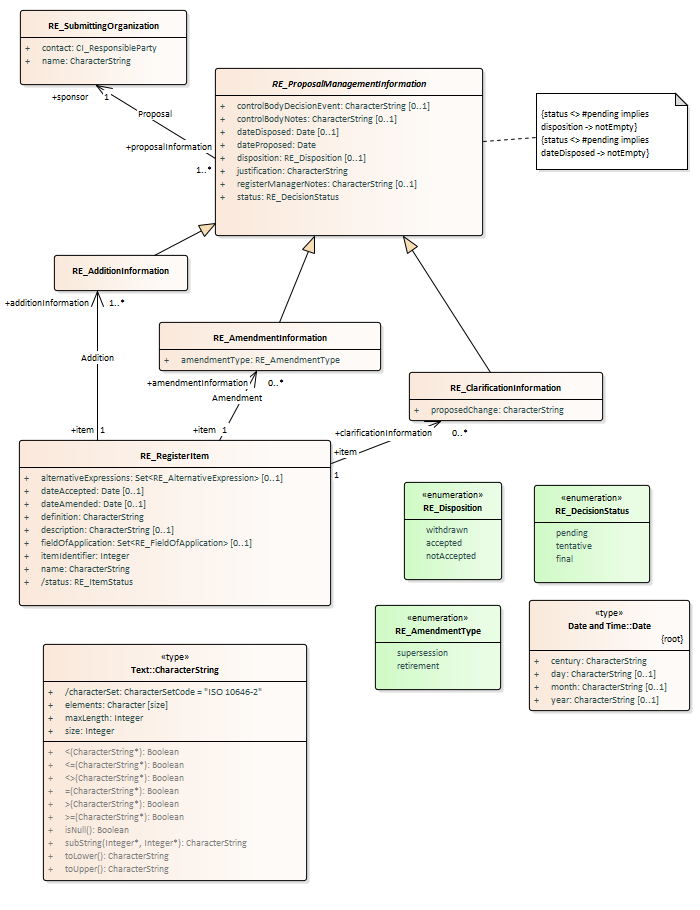 RE_SubmittingOrganization
+ contact: CI_ResponsibleParty
+ name: CharacterString
+sponsor 1
Proposal
+proposalInformation
1..*
RE_ProposalManagementInformation
+ controlBodyDecisionEvent: CharacterString [0..1]
+ controlBodyNotes: CharacterString [0..1]
+ dateDisposed: Date [0..1]
+ dateProposed: Date
+ disposition: RE_Disposition [0..1]
+ justification: CharacterString
+ registerManagerNotes: CharacterString [0..1]
+ status: RE_DecisionStatus
{status <> #pending implies
disposition -> notEmpty}
{status <> #pending implies
dateDisposed -> notEmpty}
RE_AdditionInformation
+additionInformation 1..*
Addition
+item 1
RE_AmendmentInformation
+ amendmentType: RE_AmendmentType
+amendmentInformation 0..*
Amendment
+item 1
RE_ClarificationInformation
+ proposedChange: CharacterString
+clarificationInformation 0..*
+item
1
RE_RegisterItem
+ alternativeExpressions: Set<RE_AlternativeExpression> [0..1]
+ dateAccepted: Date [0..1]
+ dateAmended: Date [0..1]
+ definition: CharacterString
+ description: CharacterString [0..1]
+ fieldOfApplication: Set<RE_FieldOfApplication> [0..1]
+ itemIdentifier: Integer
+ name: CharacterString
+ /status: RE_ItemStatus
«enumeration»
RE_Disposition
withdrawn
accepted
notAccepted
«enumeration»
RE_DecisionStatus
pending
tentative
final
«enumeration»
RE_AmendmentType
supersession
retirement
«type»
Date and Time::Date
{root}
+ century: CharacterString
+ day: CharacterString [0..1]
+ month: CharacterString [0..1]
+ year: CharacterString [0..1]
«type»
Text::CharacterString
+ /characterSet: CharacterSetCode = "ISO 10646-2"
+ elements: Character [size]
+ maxLength: Integer
+ size: Integer
+ <(CharacterString*): Boolean
+ <=(CharacterString*): Boolean
+ <>(CharacterString*): Boolean
+ =(CharacterString*): Boolean
+ >(CharacterString*): Boolean
+ >=(CharacterString*): Boolean
+ isNull(): Boolean
+ subString(Integer*, Integer*): CharacterString
+ toLower(): CharacterString
+ toUpper(): CharacterString